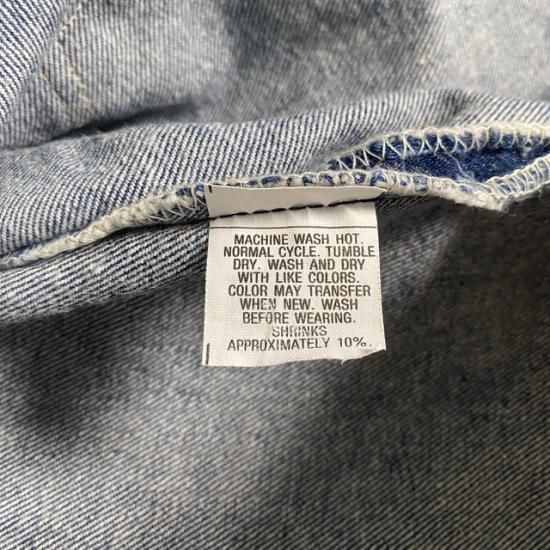 MACHINE WASH HOT.
NORMAL CYCLE. TUMBLE
DRY. WASH AND DRY
WITH LIKE COLORS.
COLOR MAY TRANSFER
WHEN NEW. WASH
BEFORE WEARING.
SHRINKS
APPROXIMATELY 10%.